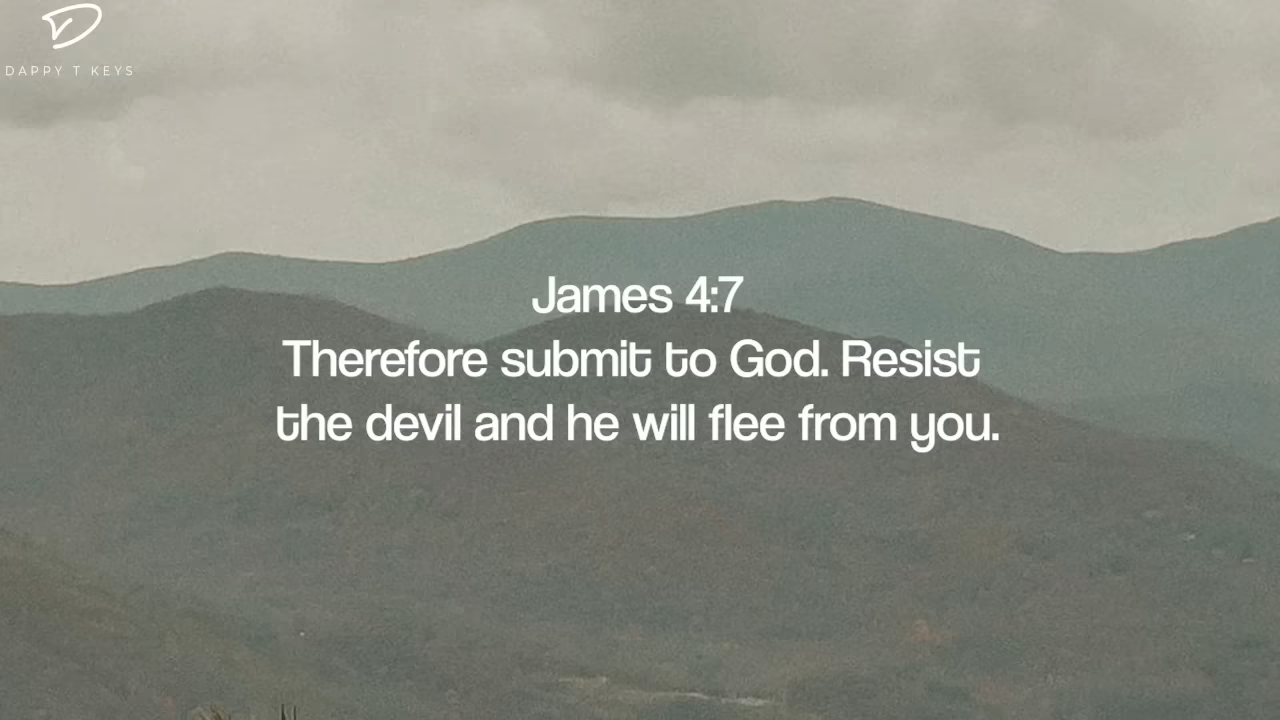 DAPPY T KEYS
James 4:7
Therefore submit to God. Resist
the devil and he will flee from you.